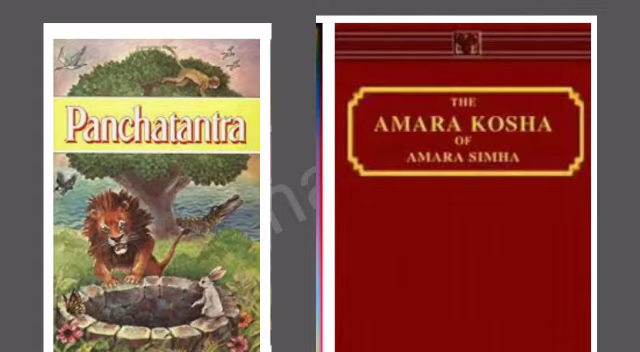 Panchatantra
THE
AMARA KOSHA
OF
AMARA SIMHA